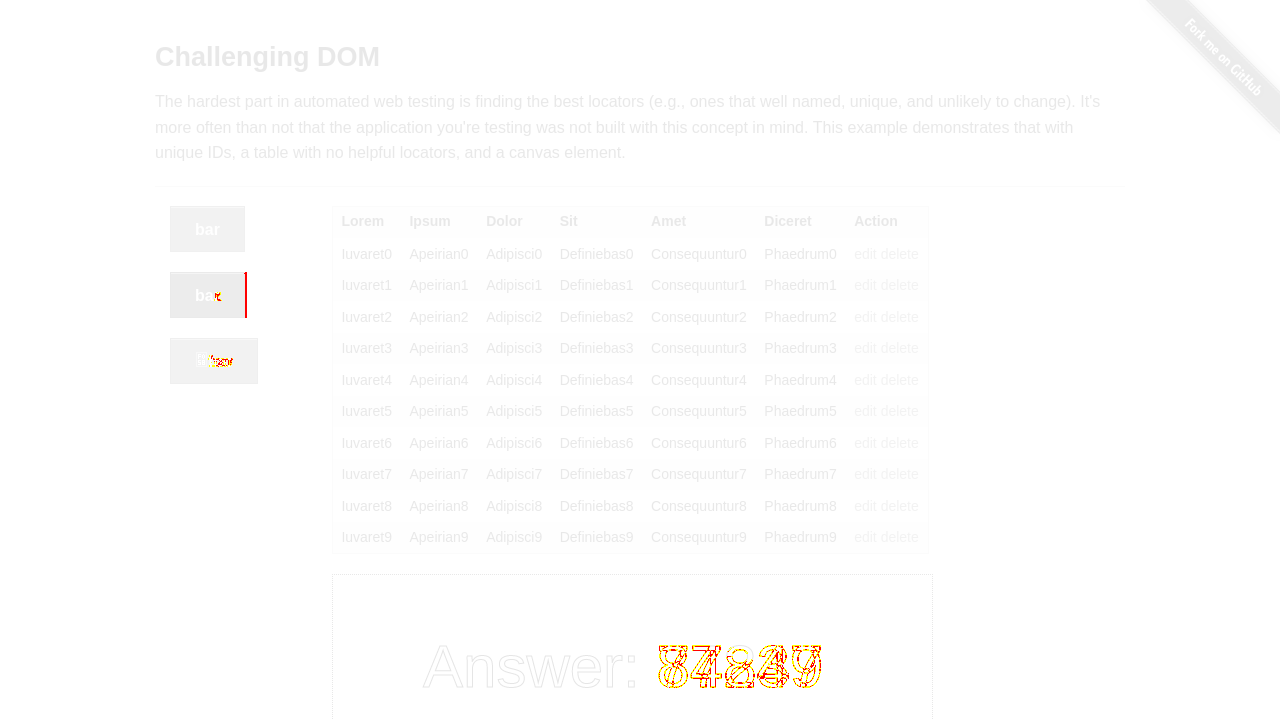 Fork me on GitHub
Challenging DOM
The hardest part in automated web testing is finding the best locators (e.g., ones that well named, unique, and unlikely to change). It's
more often than not that the application you're testing was not built with this concept in mind. This example demonstrates that with
unique IDs, a table with no helpful locators, and a canvas element.
bar
Lorem Ipsum Dolor Sit Amet Diceret Action
Iuvaret0 Apeirian0 Adipisci0 Definiebas0 Consequuntur0 Phaedrum0 edit delete
Iuvaret1 Apeirian1 Adipisci1 Definiebas1 Consequuntur1 Phaedrum1 edit delete
Iuvaret2 Apeirian2 Adipisci2 Definiebas2 Consequuntur2 Phaedrum2 edit delete
Iuvaret3 Apeirian3 Adipisci3 Definiebas3 Consequuntur3 Phaedrum3 edit delete
Iuvaret4 Apeirian4 Adipisci4 Definiebas4 Consequuntur4 Phaedrum4 edit delete
Iuvaret5 Apeirian5 Adipisci5 Definiebas5 Consequuntur5 Phaedrum5 edit delete
Iuvaret6 Apeirian6 Adipisci6 Definiebas6 Consequuntur6 Phaedrum6 edit delete
Iuvaret7 Apeirian7 Adipisci7 Definiebas7 Consequuntur7 Phaedrum7 edit delete
Iuvaret8 Apeirian8 Adipisci8 Definiebas8 Consequuntur8 Phaedrum8 edit delete
Iuvaret9 Apeirian9 Adipisci9 Definiebas9 Consequuntur9 Phaedrum9 edit delete
Answer: